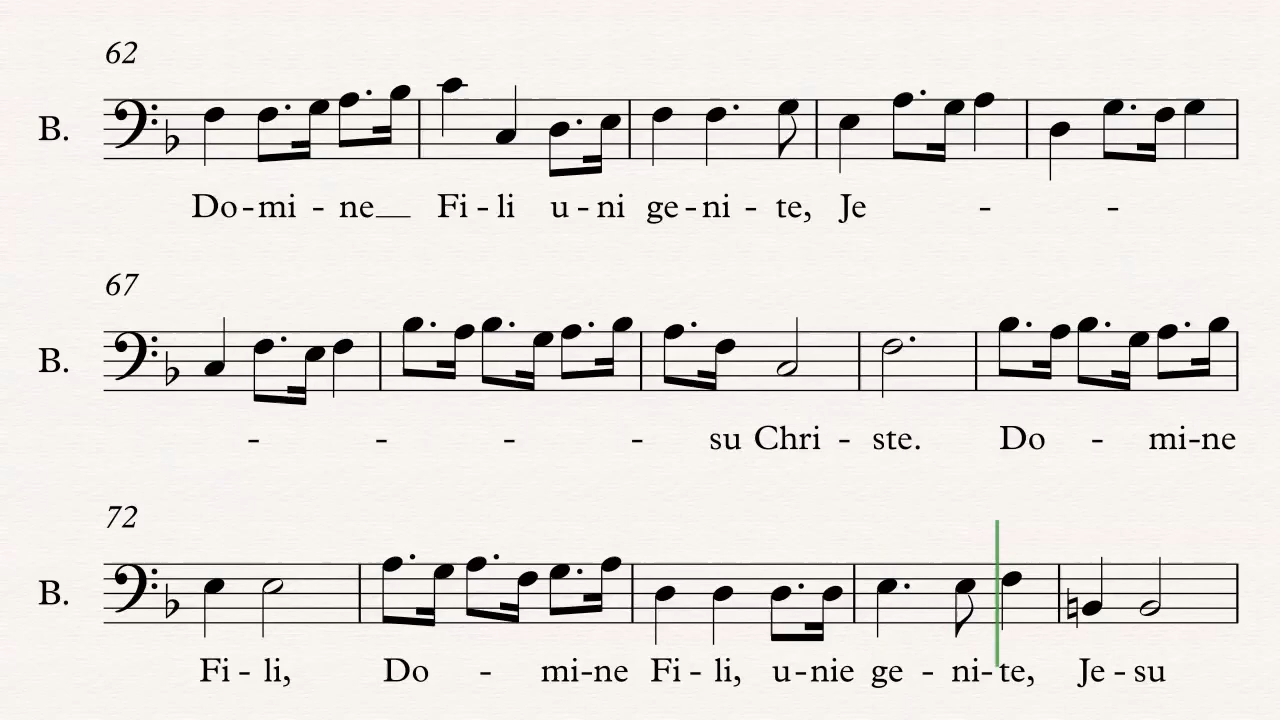 62
B.
Do-mi - ne__ Fi - li u - ni ge - ni - te, Je - -
67
B.
- - - - su Chri - ste. Do - mi-ne
72
B.
Fi - li, Do - mi-ne Fi - li, u-nie ge - ni-te, Je - su